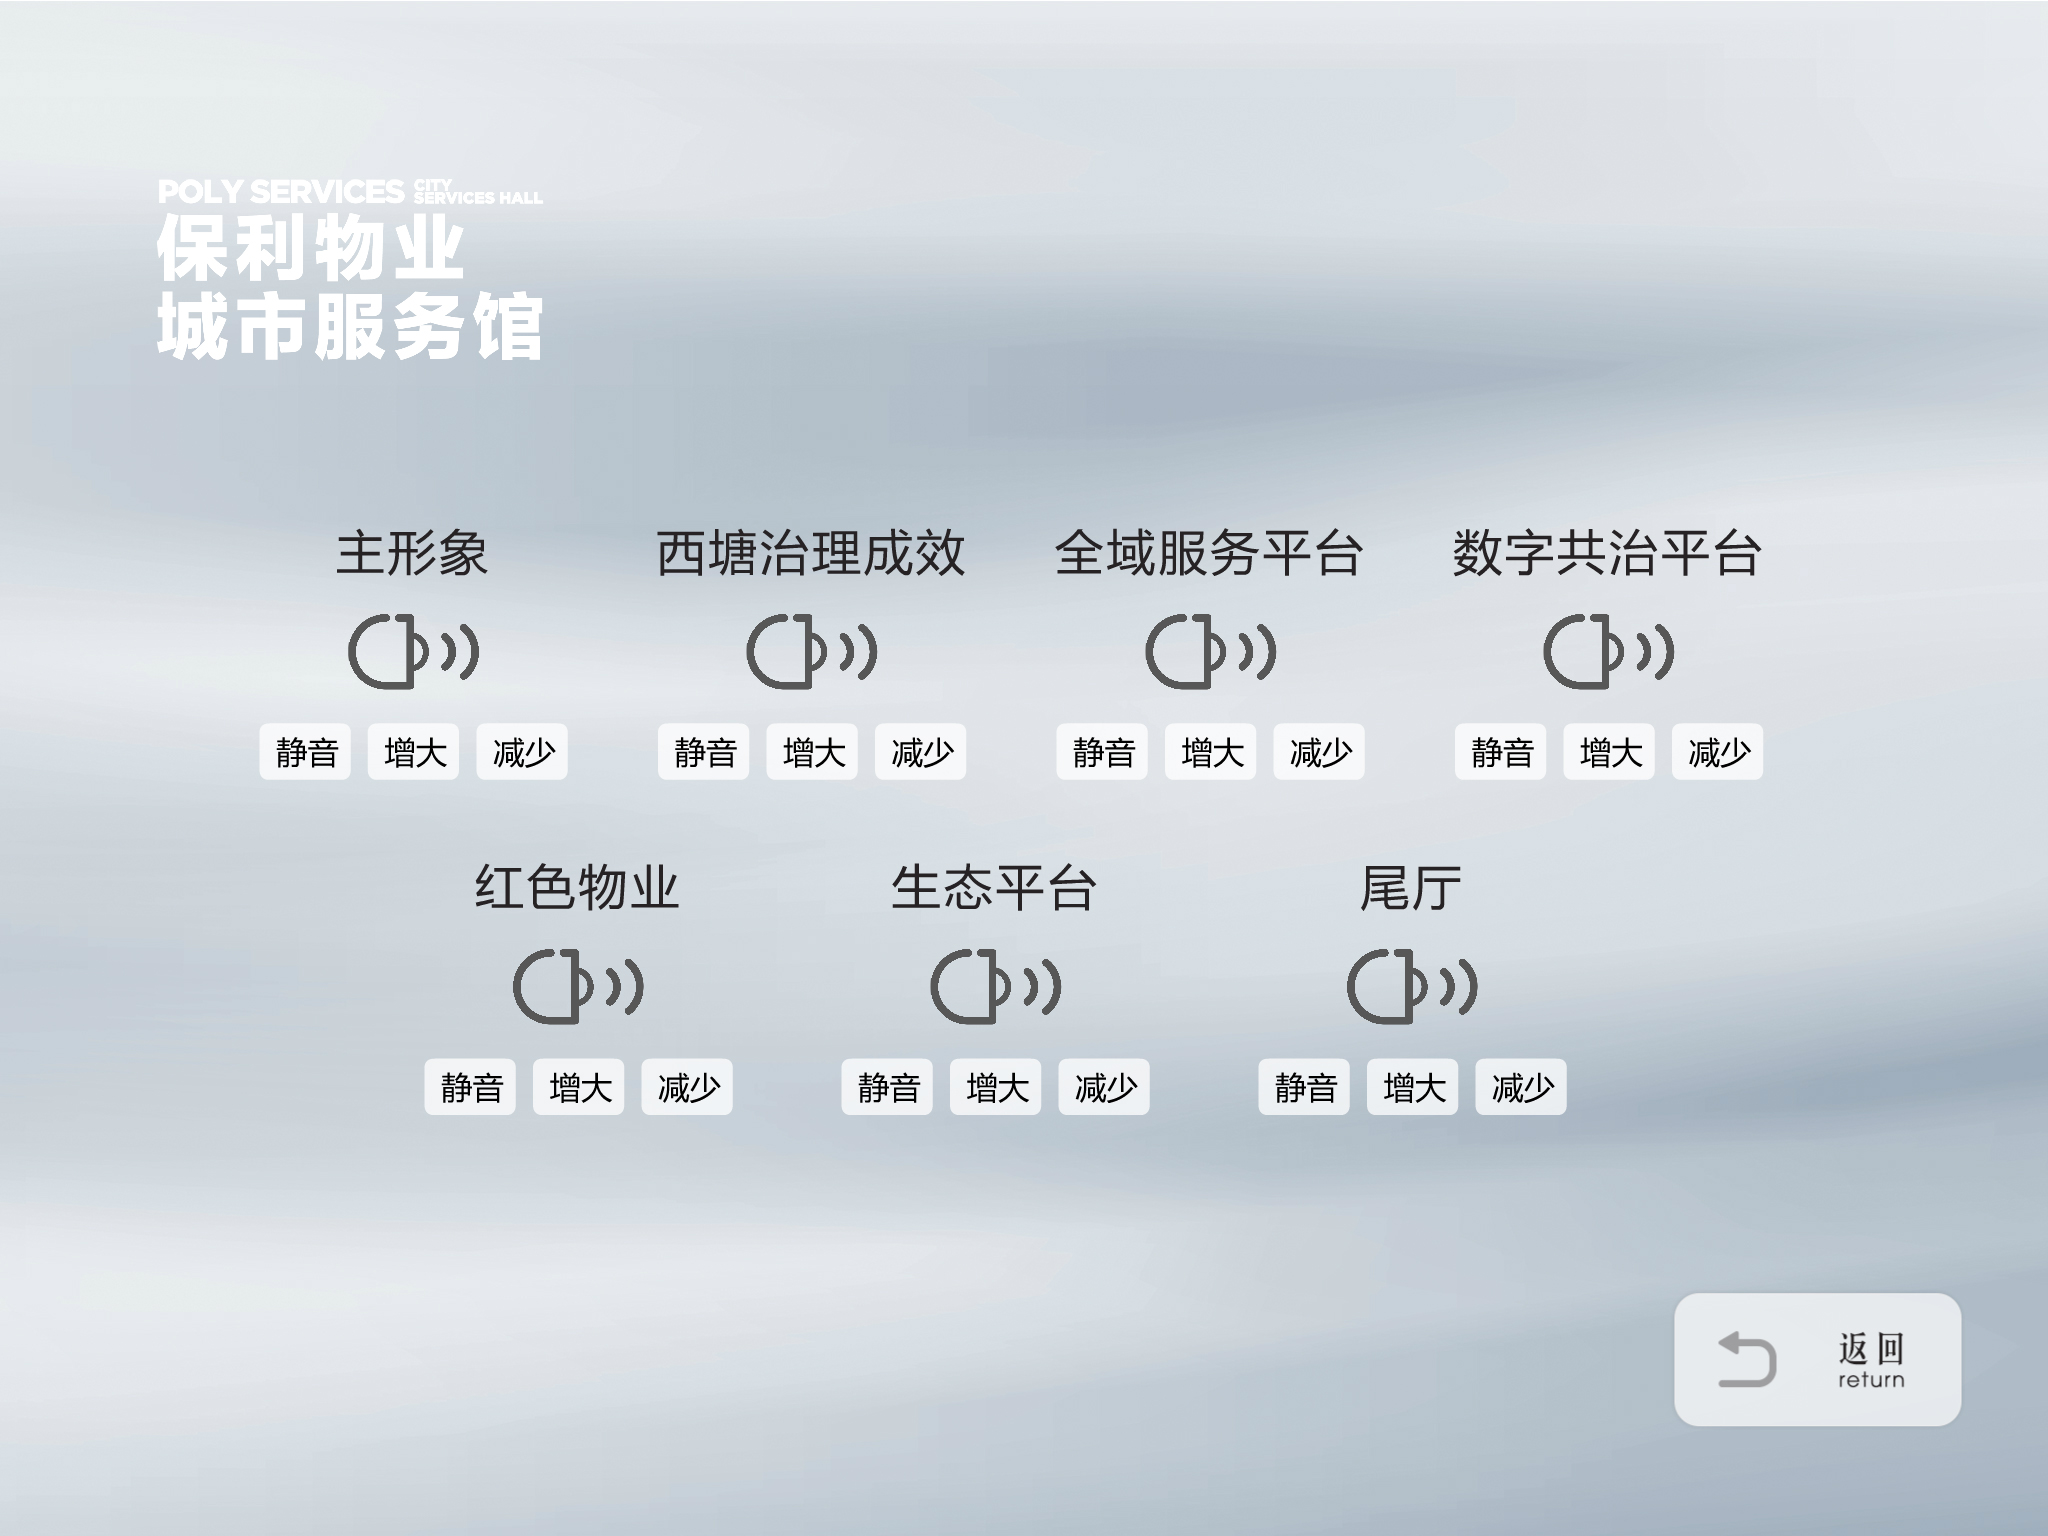 POLY SERVICES CITY SERVICES HALL
保利物业
城市服务馆
主形象 西塘治理成效 全域服务平台 数字共治平台
静音 增大 减少 静音 增大 减少 静音 增大 减少 静音 增大 减少
红色物业 生态平台 尾厅
静音 增大 减少 静音 增大 减少 静音 增大 减少
返回
return